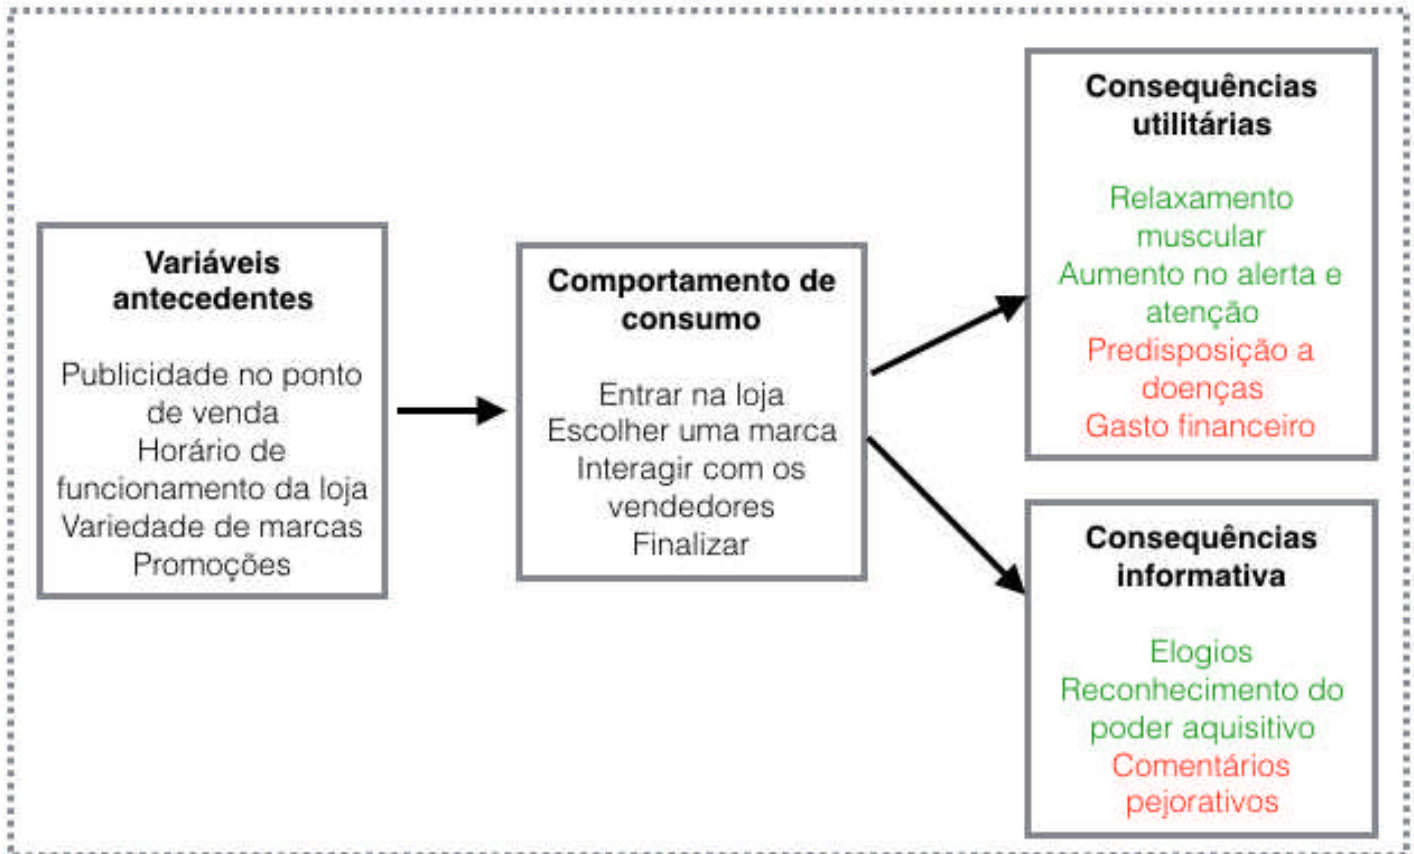 Variáveis
antecedentes
Publicidade no ponto
de venda
Horário de
funcionamento da loja
Variedade de marcas
Promoções
Comportamento de
consumo
Entrar na loja
Escolher uma marca
Interagir com os
vendedores
Finalizar
Consequências
utilitárias
Relaxamento
muscular
Aumento no alerta e
atenção
Predisposição a
doenças
Gasto financeiro
Consequências
informativa
Elogios
Reconhecimento do
poder aquisitivo
Comentários
pejorativos